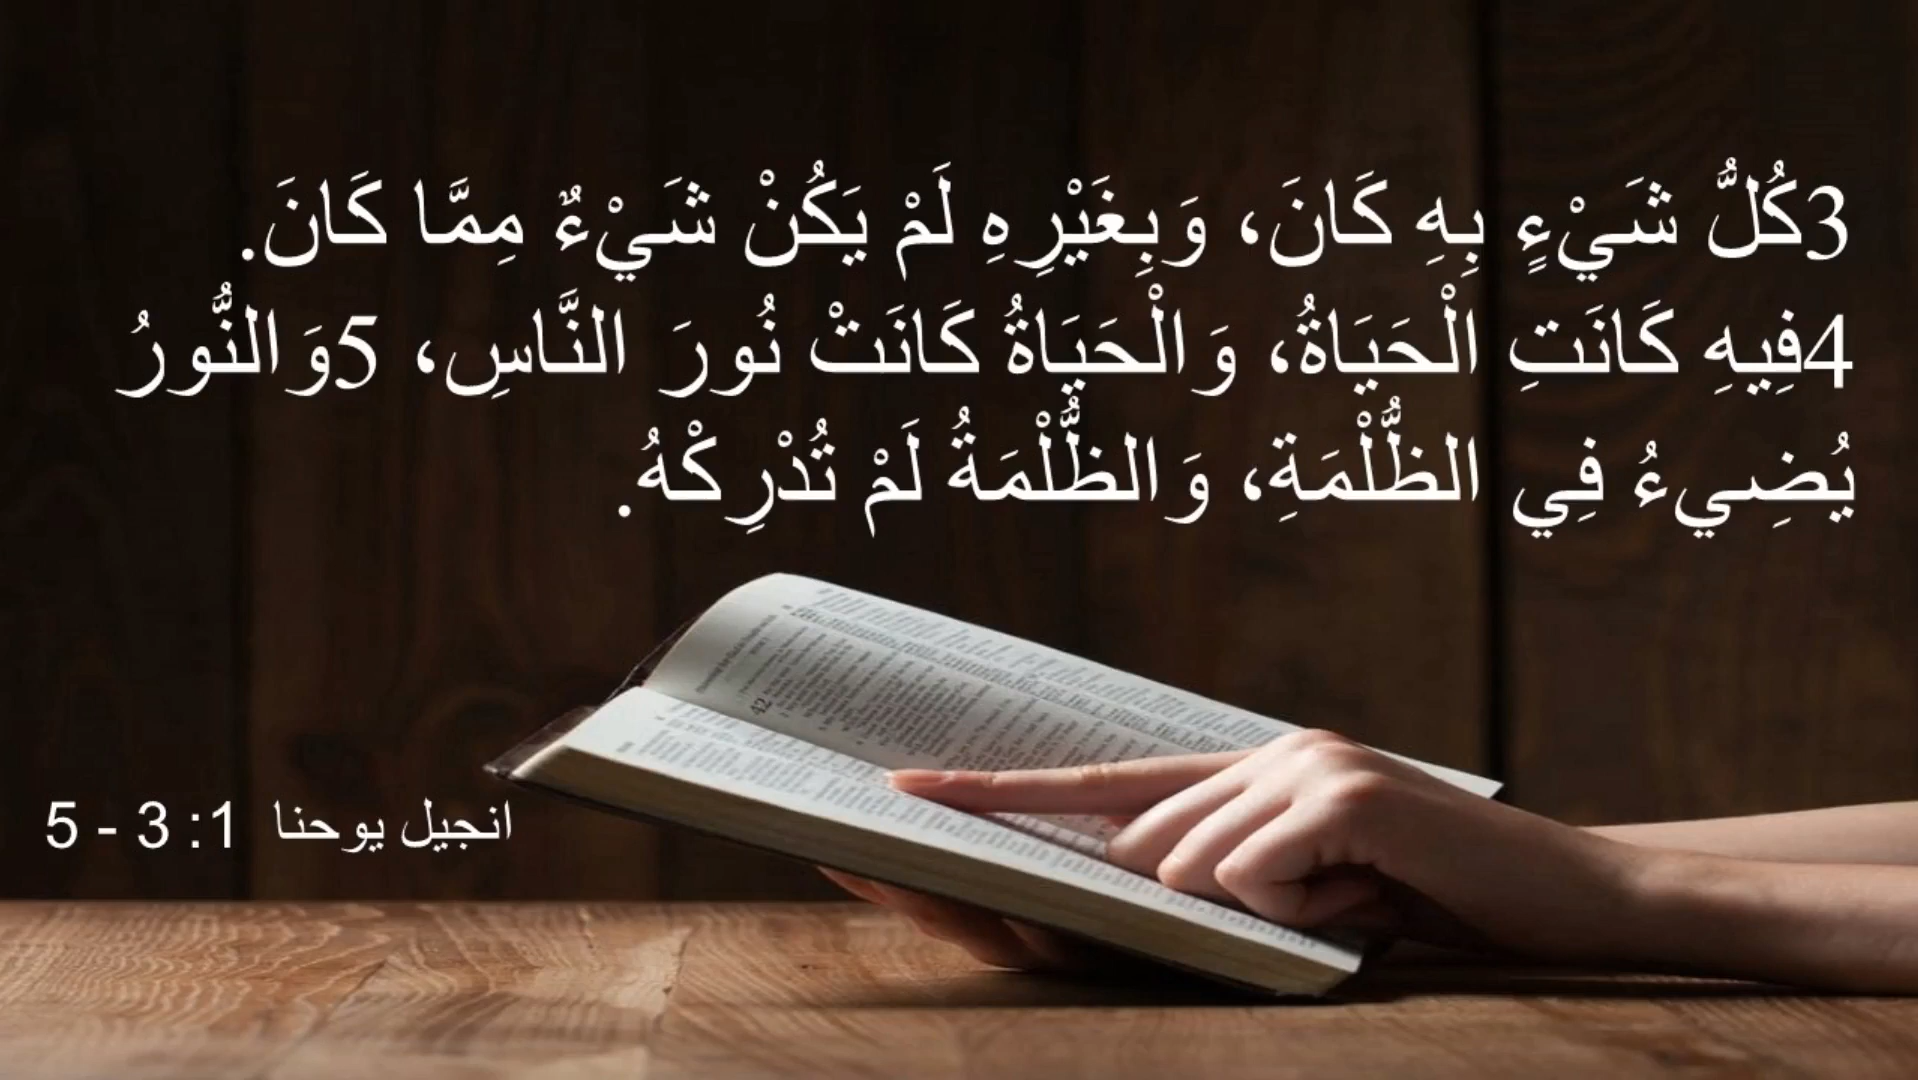 3كُلُّ شَيْءٍ بِهِ كَانَ، وَبِغَيْرِهِ لَمْ يَكُنْ شَيْءٌ مِمَّا كَانَ.
4فِيهِ كَانَتِ الْحَيَاةُ، وَالْحَيَاةُ كَانَتْ نُورَ النَّاسِ، 5وَالنُّورُ
يُضِيءُ فِي الظُّلْمَةِ، وَالظُّلْمَةُ لَمْ تُدْرِكْهُ.
انجيل يوحنا 1: 3 - 5
42